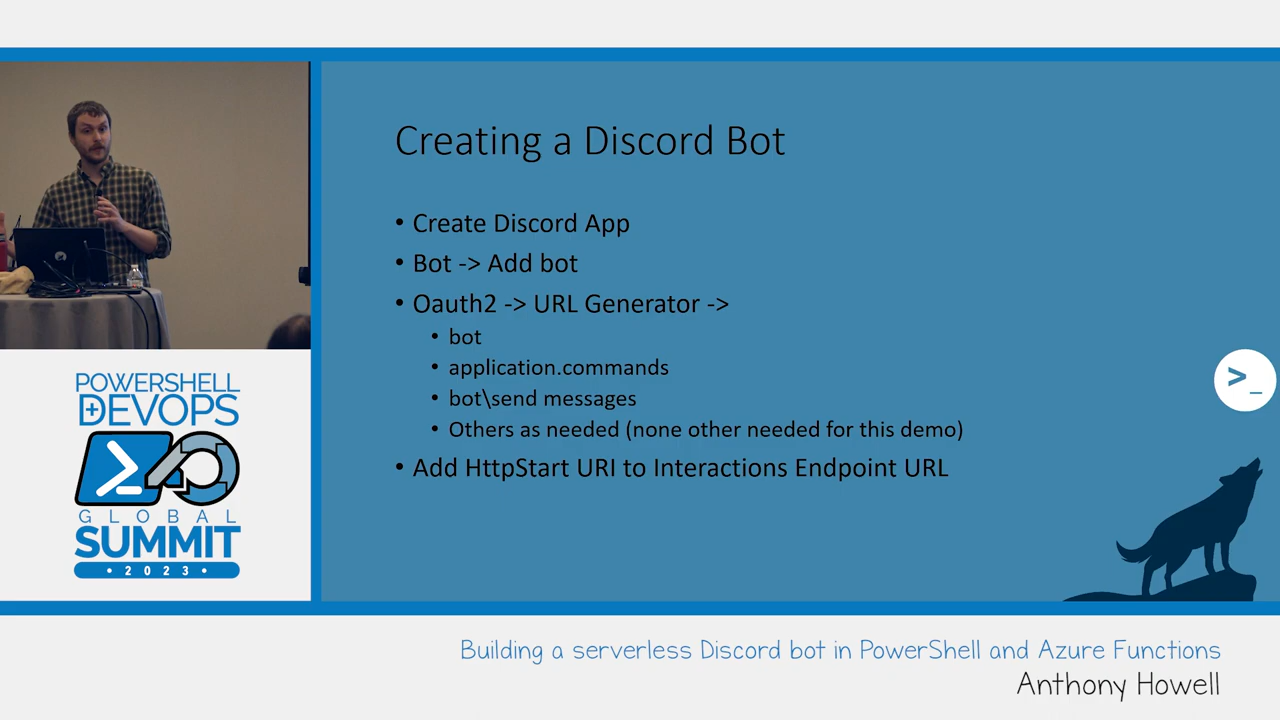 Creating a Discord Bot
• Create Discord App
• Bot -> Add bot
• Oauth2 -> URL Generator ->
• bot
• application.commands
• bot\send messages
• Others as needed (none other needed for this demo)
• Add HttpStart URI to Interactions Endpoint URL
>_
POWERSHELL
+DEVOPS
GLOBAL
SUMMIT
• 2023 •
Building a serverless Discord bot in PowerShell and Azure Functions
Anthony Howell